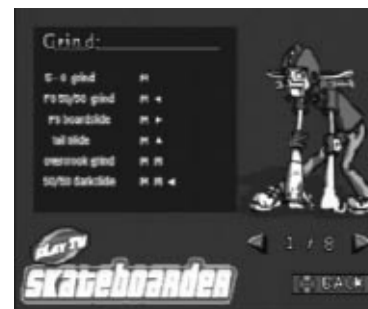 Grind:
5-0 grind M
FS 50/50 grind M ◄
FS boardslide M ►
tail slide M ▲
overcrook grind M M
50/50 darkslide M M ◄
PLAY TV
SKATEBOARDER
1 / 8
BACK